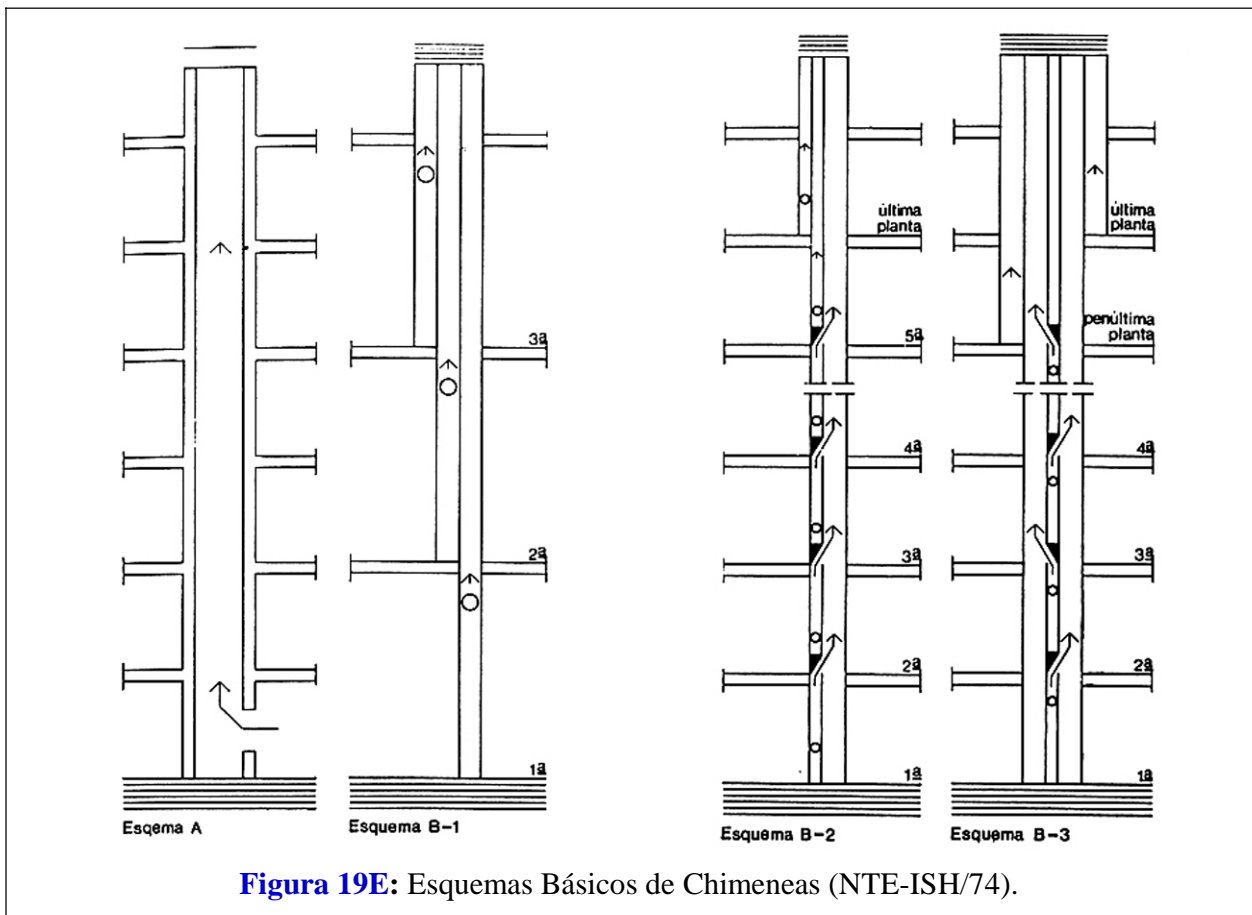 3ª
2ª
1ª
Esqema A
Esquema B-1
última
planta
5ª
4ª
3ª
2ª
1ª
Esquema B-2
última
planta
penúltima
planta
4ª
3ª
2ª
1ª
Esquema B-3
Figura 19E: Esquemas Básicos de Chimeneas (NTE-ISH/74).